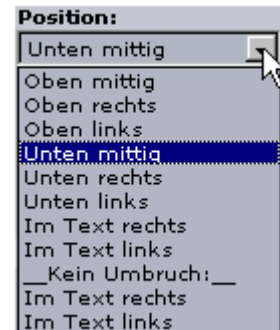 Position:
Unten mittig
Oben mittig
Oben rechts
Oben links
Unten mittig
Unten rechts
Unten links
Im Text rechts
Im Text links
__Kein Umbruch:__
Im Text rechts
Im Text links